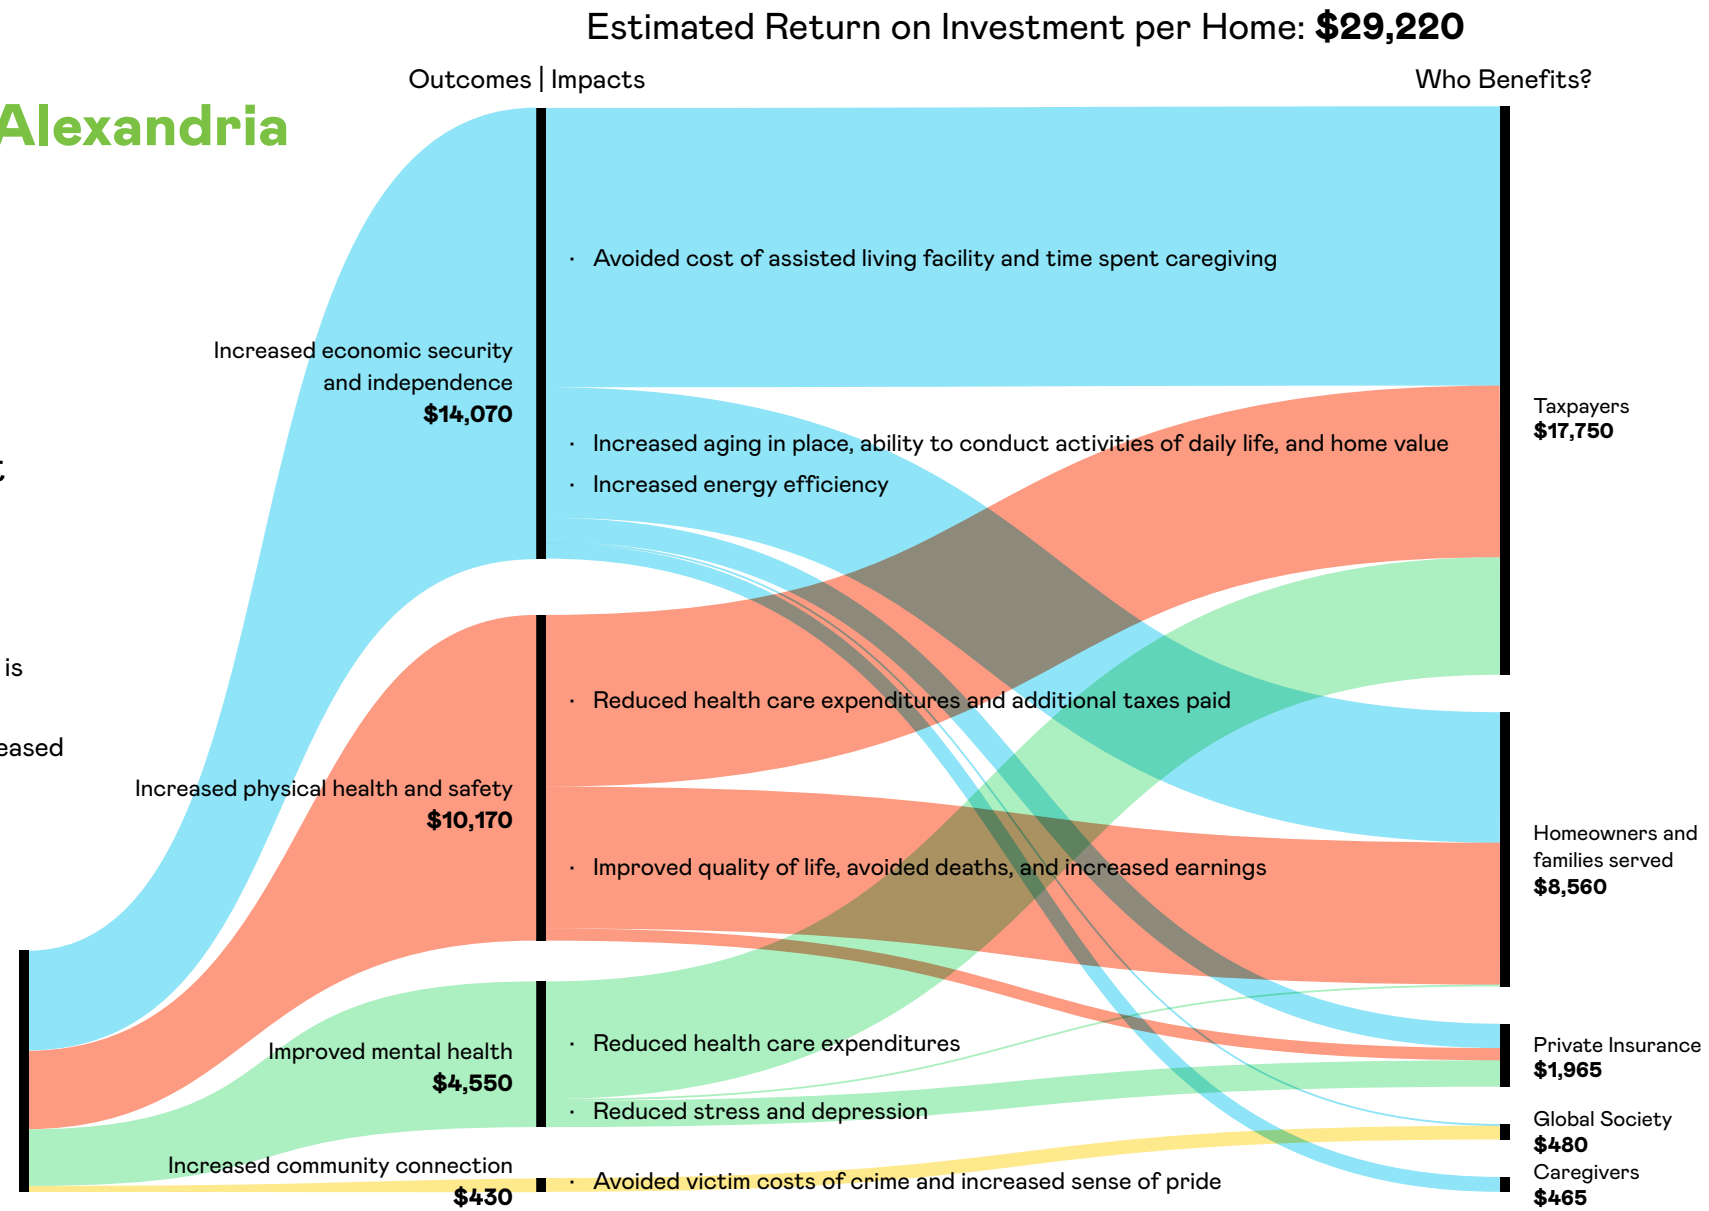 Estimated Return on Investment per Home: $29,220
Outcomes | Impacts
Who Benefits?
Alexandria
· Avoided cost of assisted living facility and time spent caregiving
Increased economic security
and independence
$14,070
· Increased aging in place, ability to conduct activities of daily life, and home value
· Increased energy efficiency
Taxpayers
$17,750
is
eased
· Reduced health care expenditures and additional taxes paid
Increased physical health and safety
$10,170
· Improved quality of life, avoided deaths, and increased earnings
Homeowners and
families served
$8,560
Improved mental health
$4,550
· Reduced health care expenditures
· Reduced stress and depression
Private Insurance
$1,965
Global Society
$480
Increased community connection
$430
· Avoided victim costs of crime and increased sense of pride
Caregivers
$465